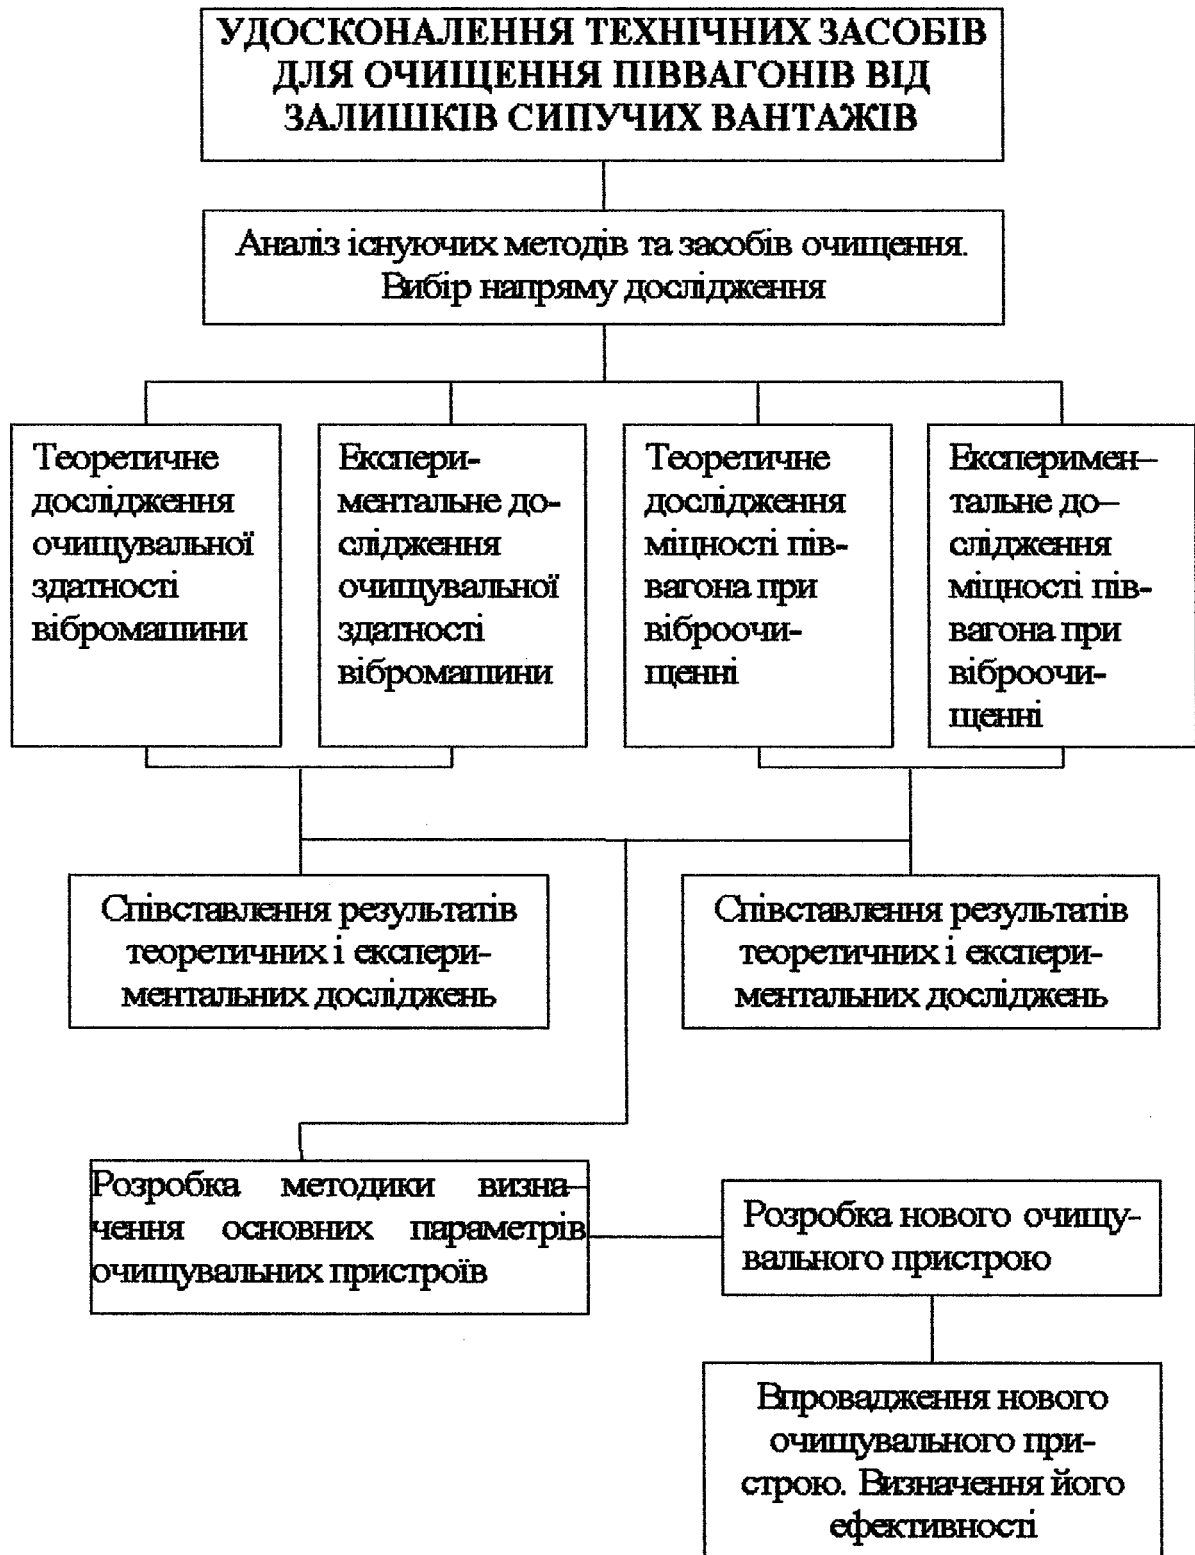 УДОСКОНАЛЕННЯ ТЕХНІЧНИХ ЗАСОБІВ
ДЛЯ ОЧИЩЕННЯ ПІВВАГОНІВ ВІД
ЗАЛИШКІВ СИПУЧИХ ВАНТАЖІВ
Аналіз існуючих методів та засобів очищення.
Вибір напряму дослідження
Теоретичне
дослідження
очищувальної
здатності
вібромашини
Експери-
ментальне до-
слідження
очищувальної
здатності
вібромашини
Теоретичне
дослідження
міцності пів-
вагона при
віброочи-
щенні
Експеримен–
тальне до–
слідження
міцності пів-
вагона при
віброочи-
щенні
Співставлення результатів
теоретичних і експери-
ментальних досліджень
Співставлення результатів
теоретичних і експери-
ментальних досліджень
Розробка методики визна–
чення основних параметрів
очищувальних пристроїв
Розробка нового очищу-
вального пристрою
Впровадження нового
очищувального при-
строю. Визначення його
ефективності